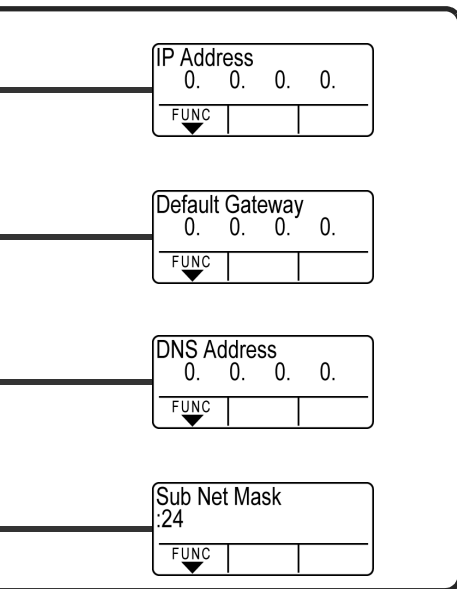 IP Address
0. 0. 0. 0.
FUNC
Default Gateway
0. 0. 0. 0.
FUNC
DNS Address
0. 0. 0. 0.
FUNC
Sub Net Mask
:24
FUNC